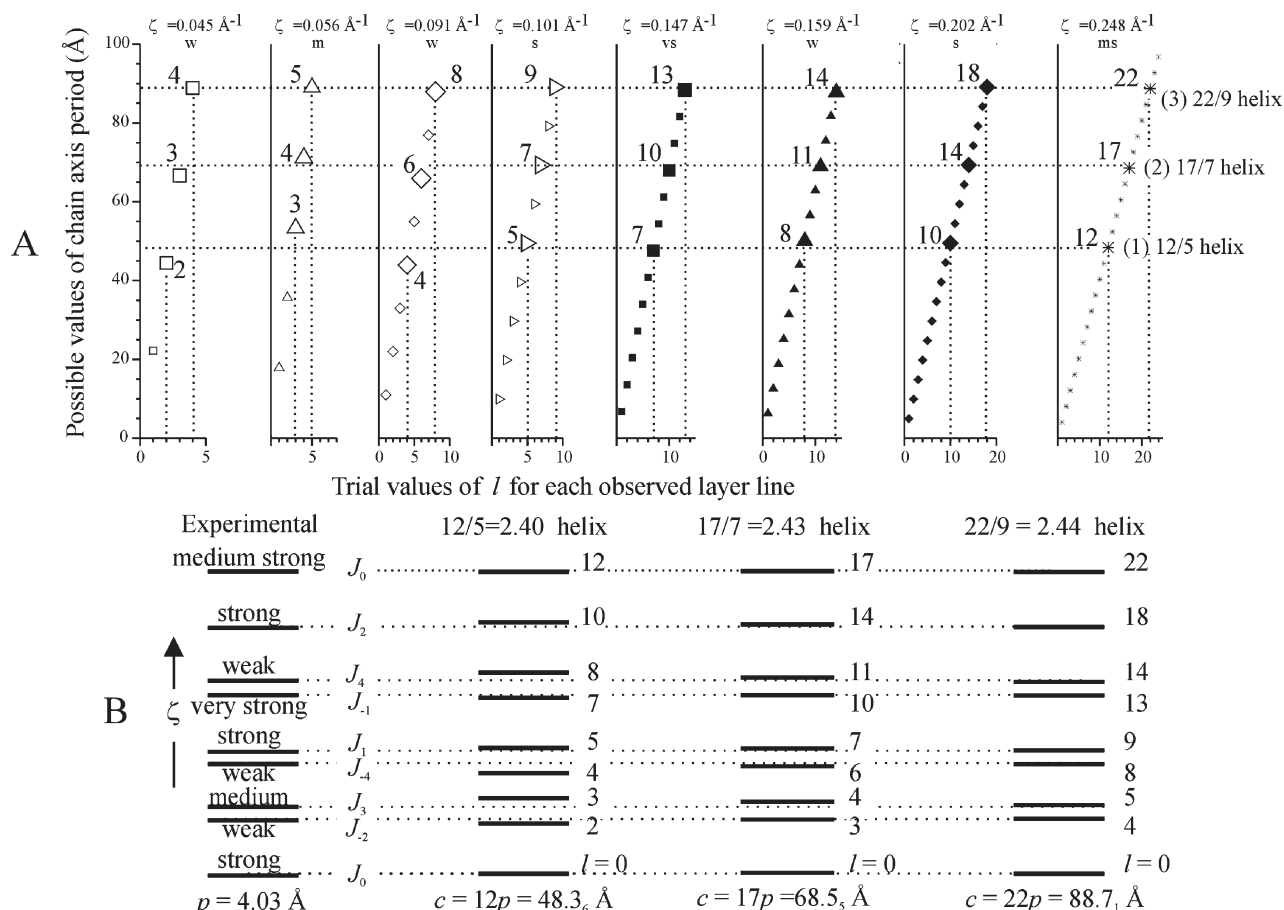 ζ =0.045 Å⁻¹ ζ =0.056 Å⁻¹ ζ =0.091 Å⁻¹ ζ =0.101 Å⁻¹ ζ =0.147 Å⁻¹ ζ =0.159 Å⁻¹ ζ =0.202 Å⁻¹ ζ =0.248 Å⁻¹
w m w s vs w s ms
A
Possible values of chain axis period (Å)
100
80
60
40
20
0
4 5 8 9 13 14 18 22
(3) 22/9 helix
3 4 6 7 10 11 14 17
(2) 17/7 helix
2 3 4 5 7 8 10 12
(1) 12/5 helix
0 5 5 0 5 10 0 5 10 0 10 0 10 20 10 20
Trial values of l for each observed layer line
B
Experimental 12/5=2.40 helix 17/7=2.43 helix 22/9 = 2.44 helix
medium strong J₀ 12 17 22
strong J₂ 10 14 18
weak J₄ 8 11 14
very strong J₋₁ 7 10 13
strong J₁ 5 7 9
weak J₋₄ 4 6 8
medium J₃ 3 4 5
weak J₋₂ 2 3 4
strong J₀ l = 0 l = 0 l = 0
ζ
p = 4.03 Å c = 12p = 48.3₆ Å c = 17p =68.5₅ Å c = 22p = 88.7₁ Å